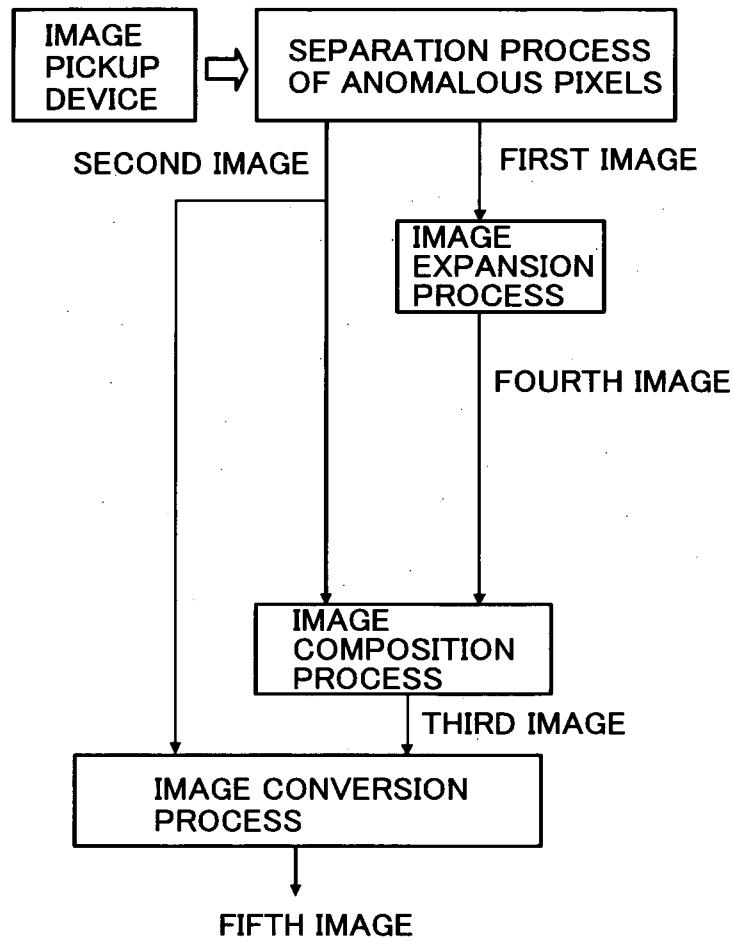 IMAGE
PICKUP
DEVICE
SEPARATION PROCESS
OF ANOMALOUS PIXELS
SECOND IMAGE
FIRST IMAGE
IMAGE
EXPANSION
PROCESS
FOURTH IMAGE
IMAGE
COMPOSITION
PROCESS
THIRD IMAGE
IMAGE CONVERSION
PROCESS
FIFTH IMAGE